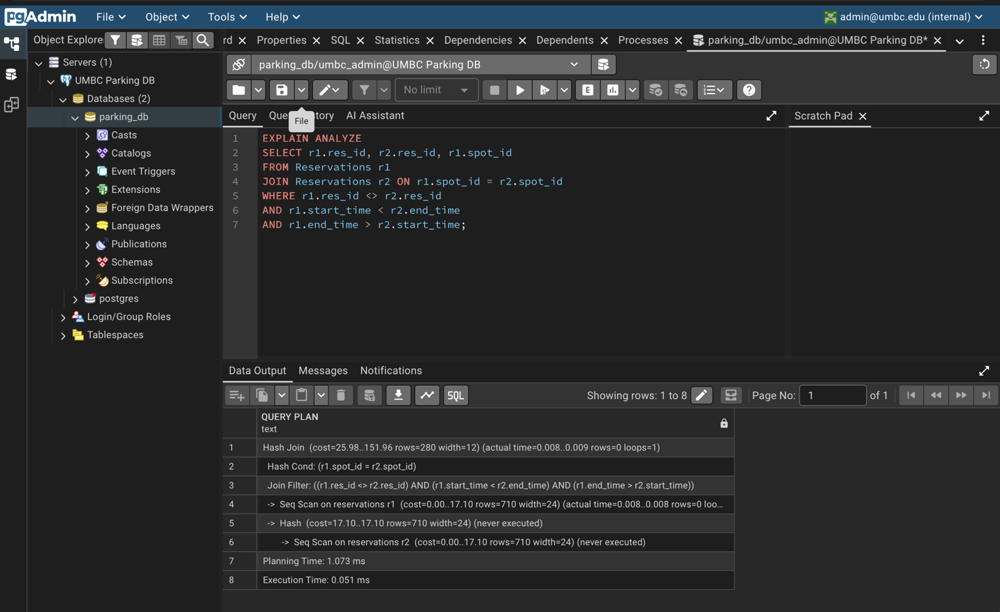 pgAdmin File Object Tools Help admin@umbc.edu (internal)
Object Explore rd Properties SQL Statistics Dependencies Dependents Processes parking_db/umbc_admin@UMBC Parking DB*
Servers (1)
UMBC Parking DB
Databases (2)
parking_db
Casts
Catalogs
Event Triggers
Extensions
Foreign Data Wrappers
Languages
Publications
Schemas
Subscriptions
postgres
Login/Group Roles
Tablespaces
parking_db/umbc_admin@UMBC Parking DB
No limit E
Query Que tory AI Assistant Scratch Pad
File
1 EXPLAIN ANALYZE
2 SELECT r1.res_id, r2.res_id, r1.spot_id
3 FROM Reservations r1
4 JOIN Reservations r2 ON r1.spot_id = r2.spot_id
5 WHERE r1.res_id <> r2.res_id
6 AND r1.start_time < r2.end_time
7 AND r1.end_time > r2.start_time;
Data Output Messages Notifications
SQL Showing rows: 1 to 8 Page No: 1 of 1
QUERY PLAN
text
1 Hash Join (cost=25.98..151.96 rows=280 width=12) (actual time=0.008..0.009 rows=0 loops=1)
2 Hash Cond: (r1.spot_id = r2.spot_id)
3 Join Filter: ((r1.res_id <> r2.res_id) AND (r1.start_time < r2.end_time) AND (r1.end_time > r2.start_time))
4 -> Seq Scan on reservations r1 (cost=0.00..17.10 rows=710 width=24) (actual time=0.008..0.008 rows=0 loo...
5 -> Hash (cost=17.10..17.10 rows=710 width=24) (never executed)
6 -> Seq Scan on reservations r2 (cost=0.00..17.10 rows=710 width=24) (never executed)
7 Planning Time: 1.073 ms
8 Execution Time: 0.051 ms